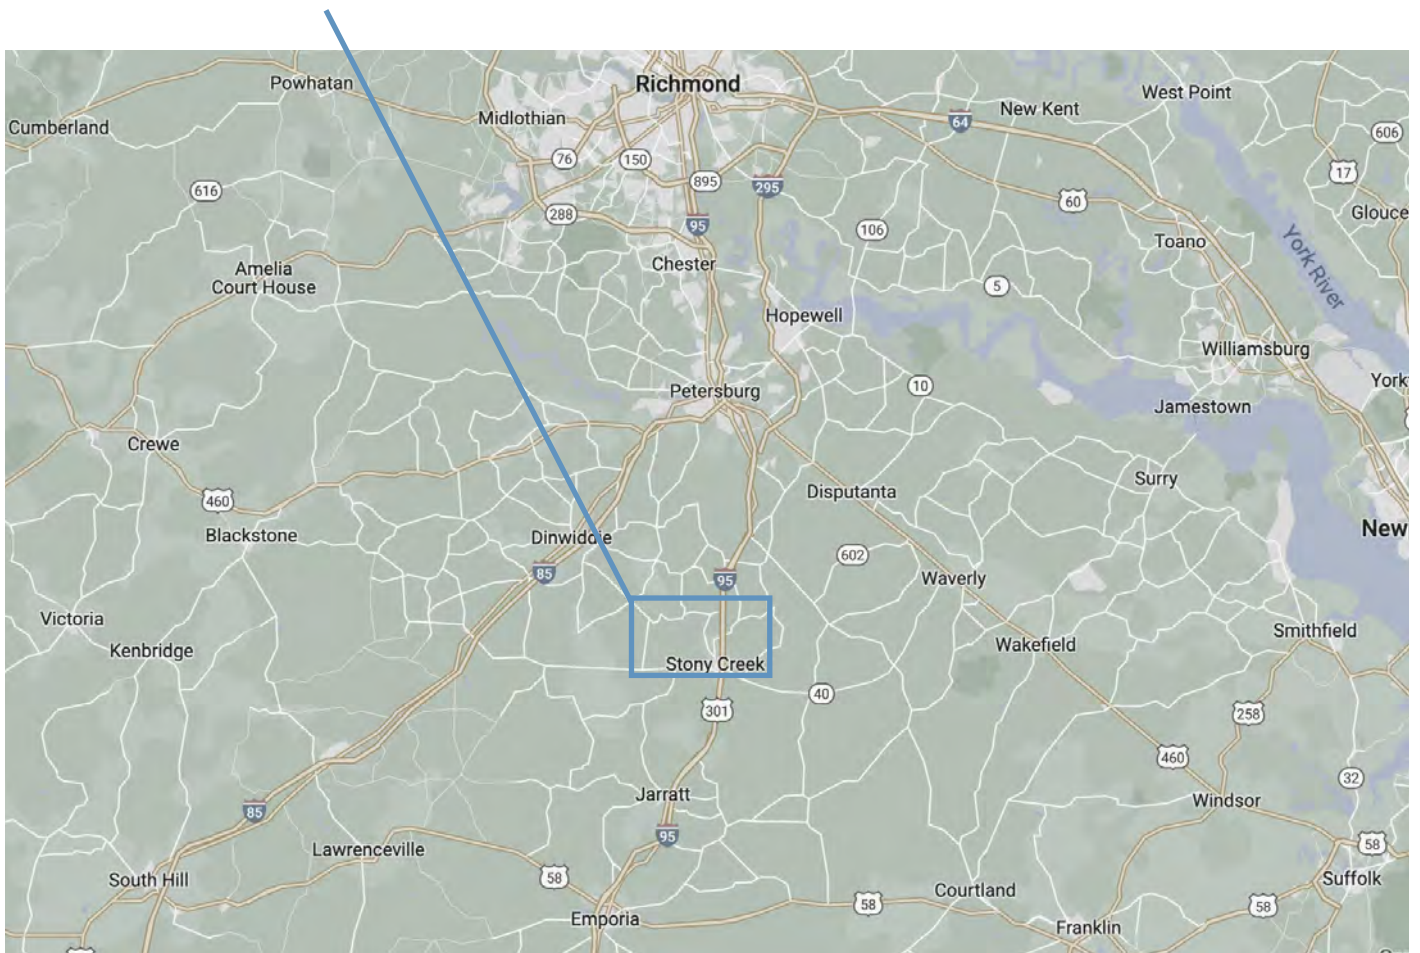 Powhatan
Richmond
West Point
New Kent
Cumberland
Midlothian
64
606
76
150
17
616
895
295
60
Glouce
288
95
106
Toano
York River
Chester
Amelia
Court House
5
Hopewell
Williamsburg
Petersburg
10
York
Jamestown
Crewe
460
Disputanta
Surry
Blackstone
Dinwiddie
New
602
85
95
Waverly
Victoria
Kenbridge
Wakefield
Smithfield
Stony Creek
40
301
258
460
32
Jarratt
Windsor
85
95
Lawrenceville
58
South Hill
58
Suffolk
Courtland
58
58
Emporia
Franklin